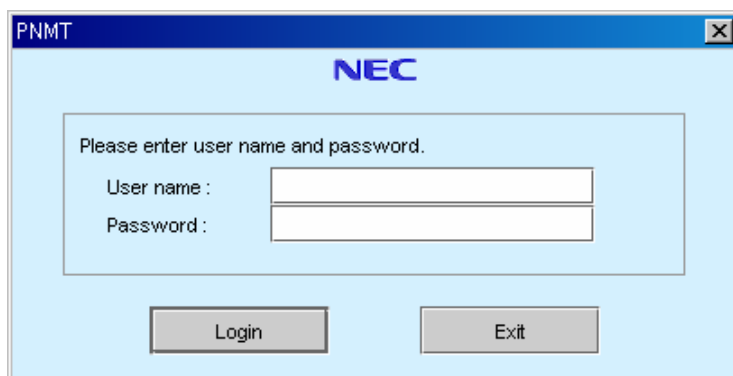 PNMT
NEC
Please enter user name and password.
User name :
Password :
Login Exit